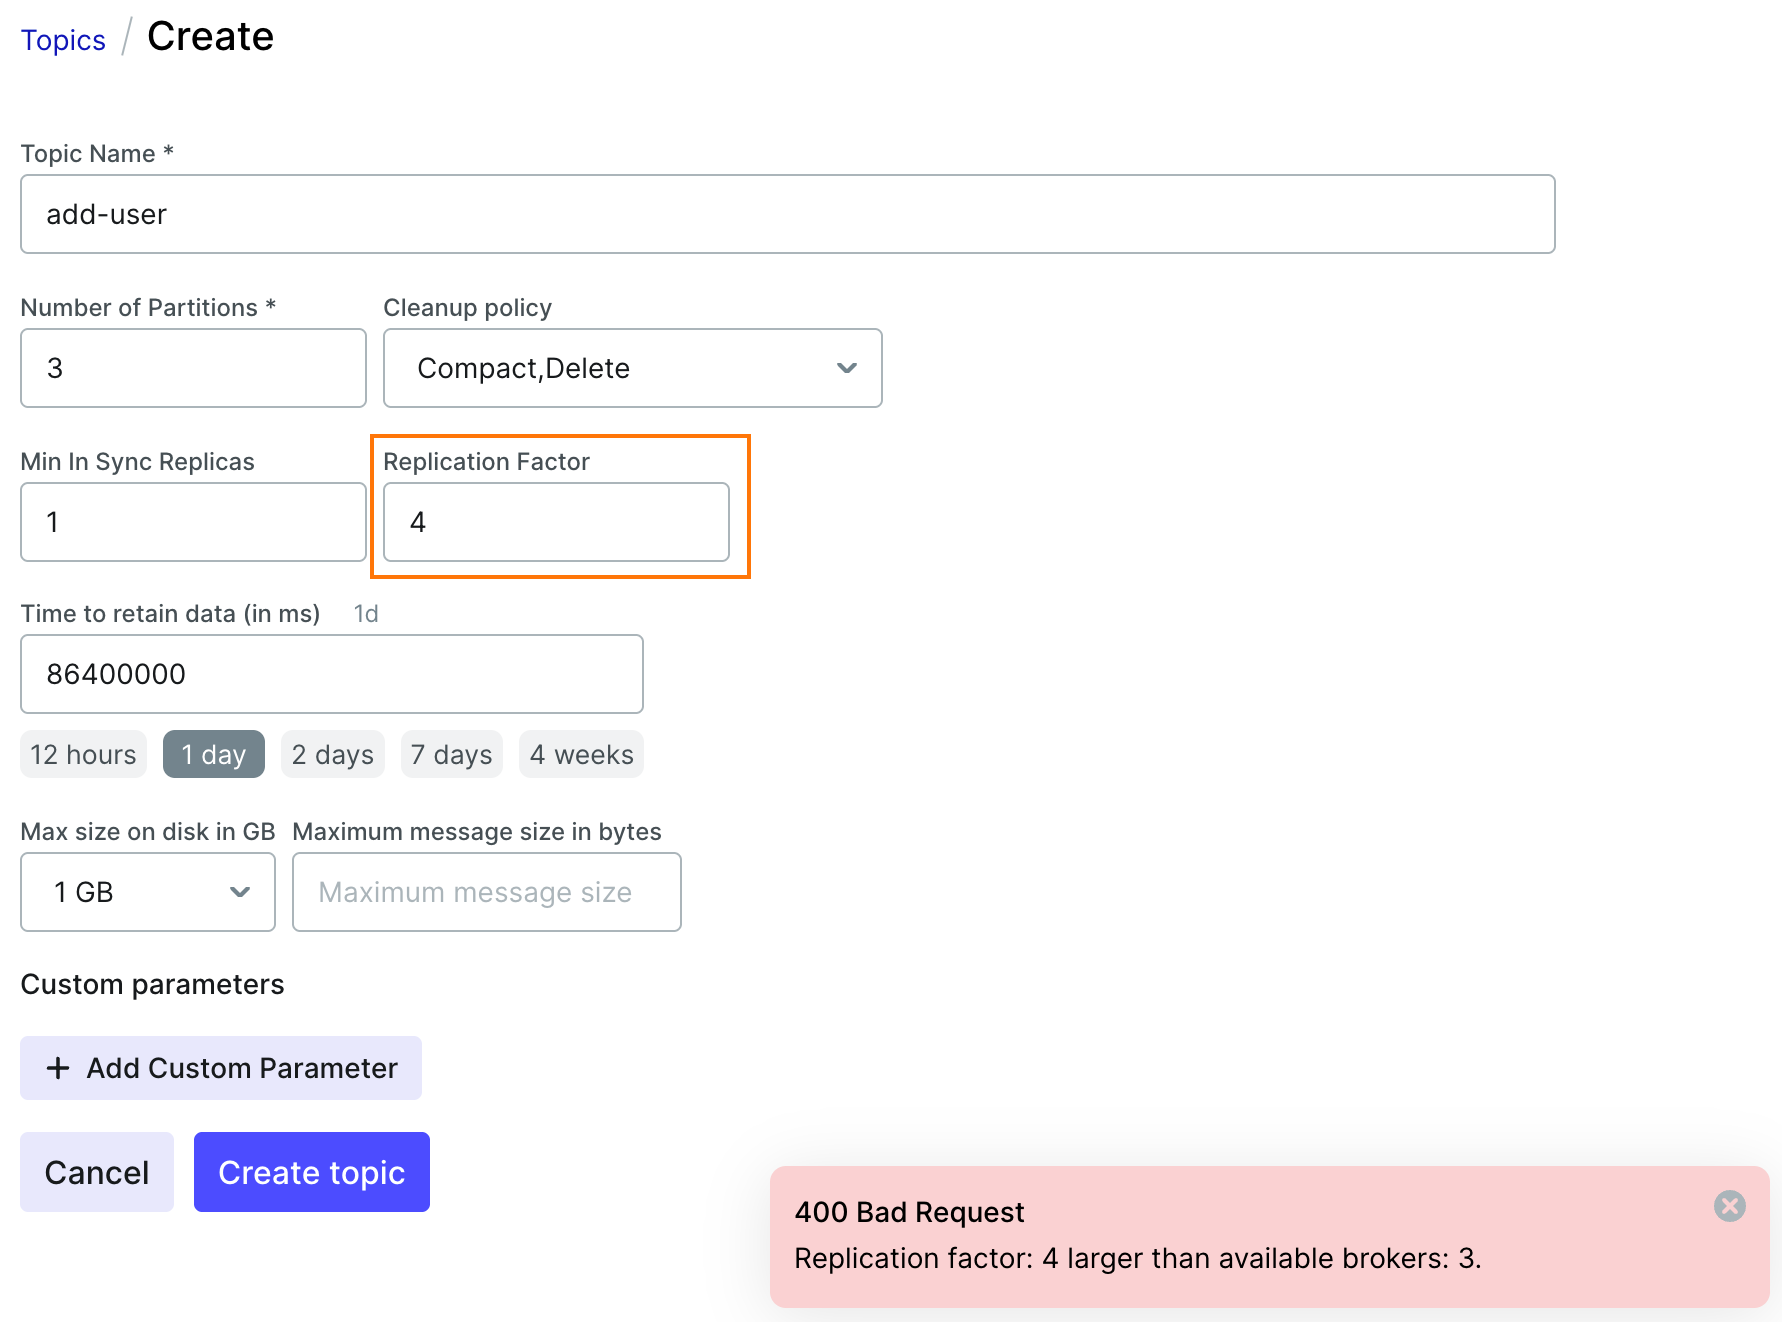 Topics / Create
Topic Name *
add-user
Number of Partitions * Cleanup policy
3 Compact,Delete
Min In Sync Replicas Replication Factor
1 4
Time to retain data (in ms) 1d
86400000
12 hours 1 day 2 days 7 days 4 weeks
Max size on disk in GB Maximum message size in bytes
1 GB Maximum message size
Custom parameters
+ Add Custom Parameter
Cancel Create topic
400 Bad Request
Replication factor: 4 larger than available brokers: 3.